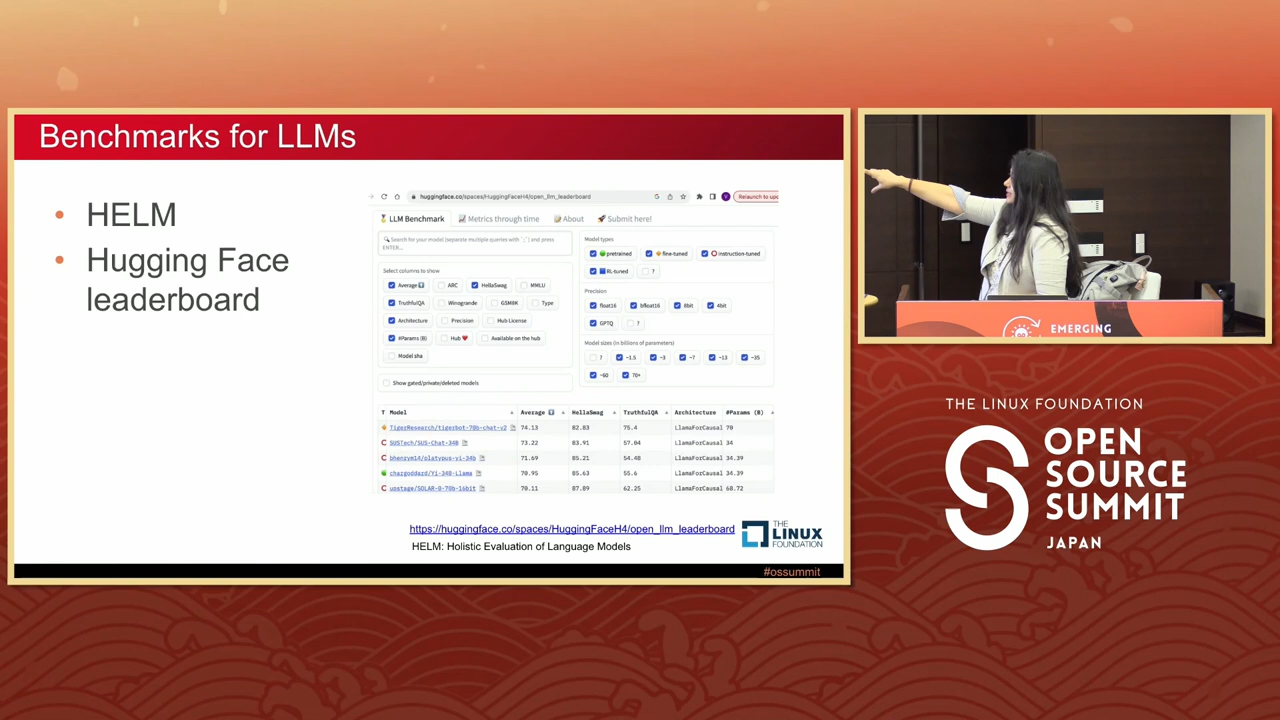 Benchmarks for LLMs
HELM
Hugging Face
leaderboard
huggingface.co/spaces/HuggingFaceH4/open_llm_leaderboard
Relaunch to upd
LLM Benchmark
Metrics through time
About
Submit here!
Search for your model (separate multiple queries with `;`) and press
ENTER...
Select columns to show
Average
ARC
HellaSwag
MMLU
TruthfulQA
Winogrande
GSM8K
Type
Architecture
Precision
Hub License
#Params (B)
Hub
Available on the hub
Model sha
Show gated/private/deleted models
Model types
pretrained
fine-tuned
instruction-tuned
RL-tuned
?
Precision
float16
bfloat16
8bit
4bit
GPTQ
?
Model sizes (in billions of parameters)
?
~1.5
~3
~7
~13
~35
~60
70+
T Model Average HellaSwag TruthfulQA Architecture #Params (B)
TigerResearch/tigerbot-70b-chat-v2 74.13 82.83 75.4 LlamaForCausal 70
SUSTech/SUS-Chat-34B 73.22 83.91 57.04 LlamaForCausal 34
bhenrym14/platypus-yi-34b 71.69 85.21 54.48 LlamaForCausal 34.39
chargoddard/Yi-34B-Llama 70.95 85.63 55.6 LlamaForCausal 34.39
upstage/SOLAR-0-70b-16bit 70.11 87.89 62.25 LlamaForCausal 68.72
https://huggingface.co/spaces/HuggingFaceH4/open_llm_leaderboard
HELM: Holistic Evaluation of Language Models
THE
LINUX
FOUNDATION
#ossummit
EMERGING
THE LINUX FOUNDATION
OPEN
SOURCE
SUMMIT
JAPAN